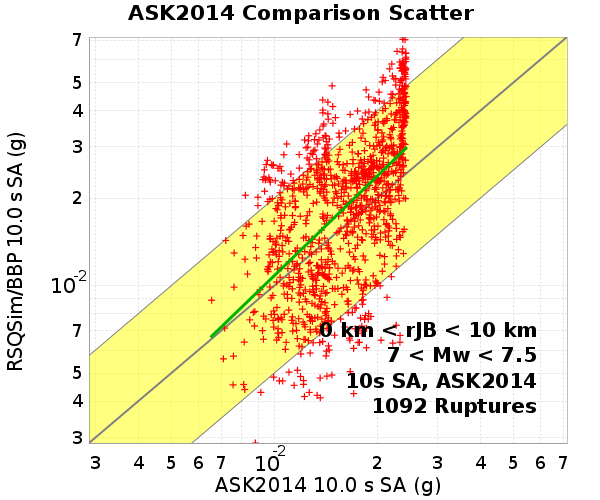 ASK2014 Comparison Scatter
RSQSim/BBP 10.0 s SA (g)
7
5
4
3
2
10-2
7
5
4
3
0 km < rJB < 10 km
7 < Mw < 7.5
10s SA, ASK2014
1092 Ruptures
3 4 5 6 7 10-2 2 3 4 5 6 7
ASK2014 10.0 s SA (g)